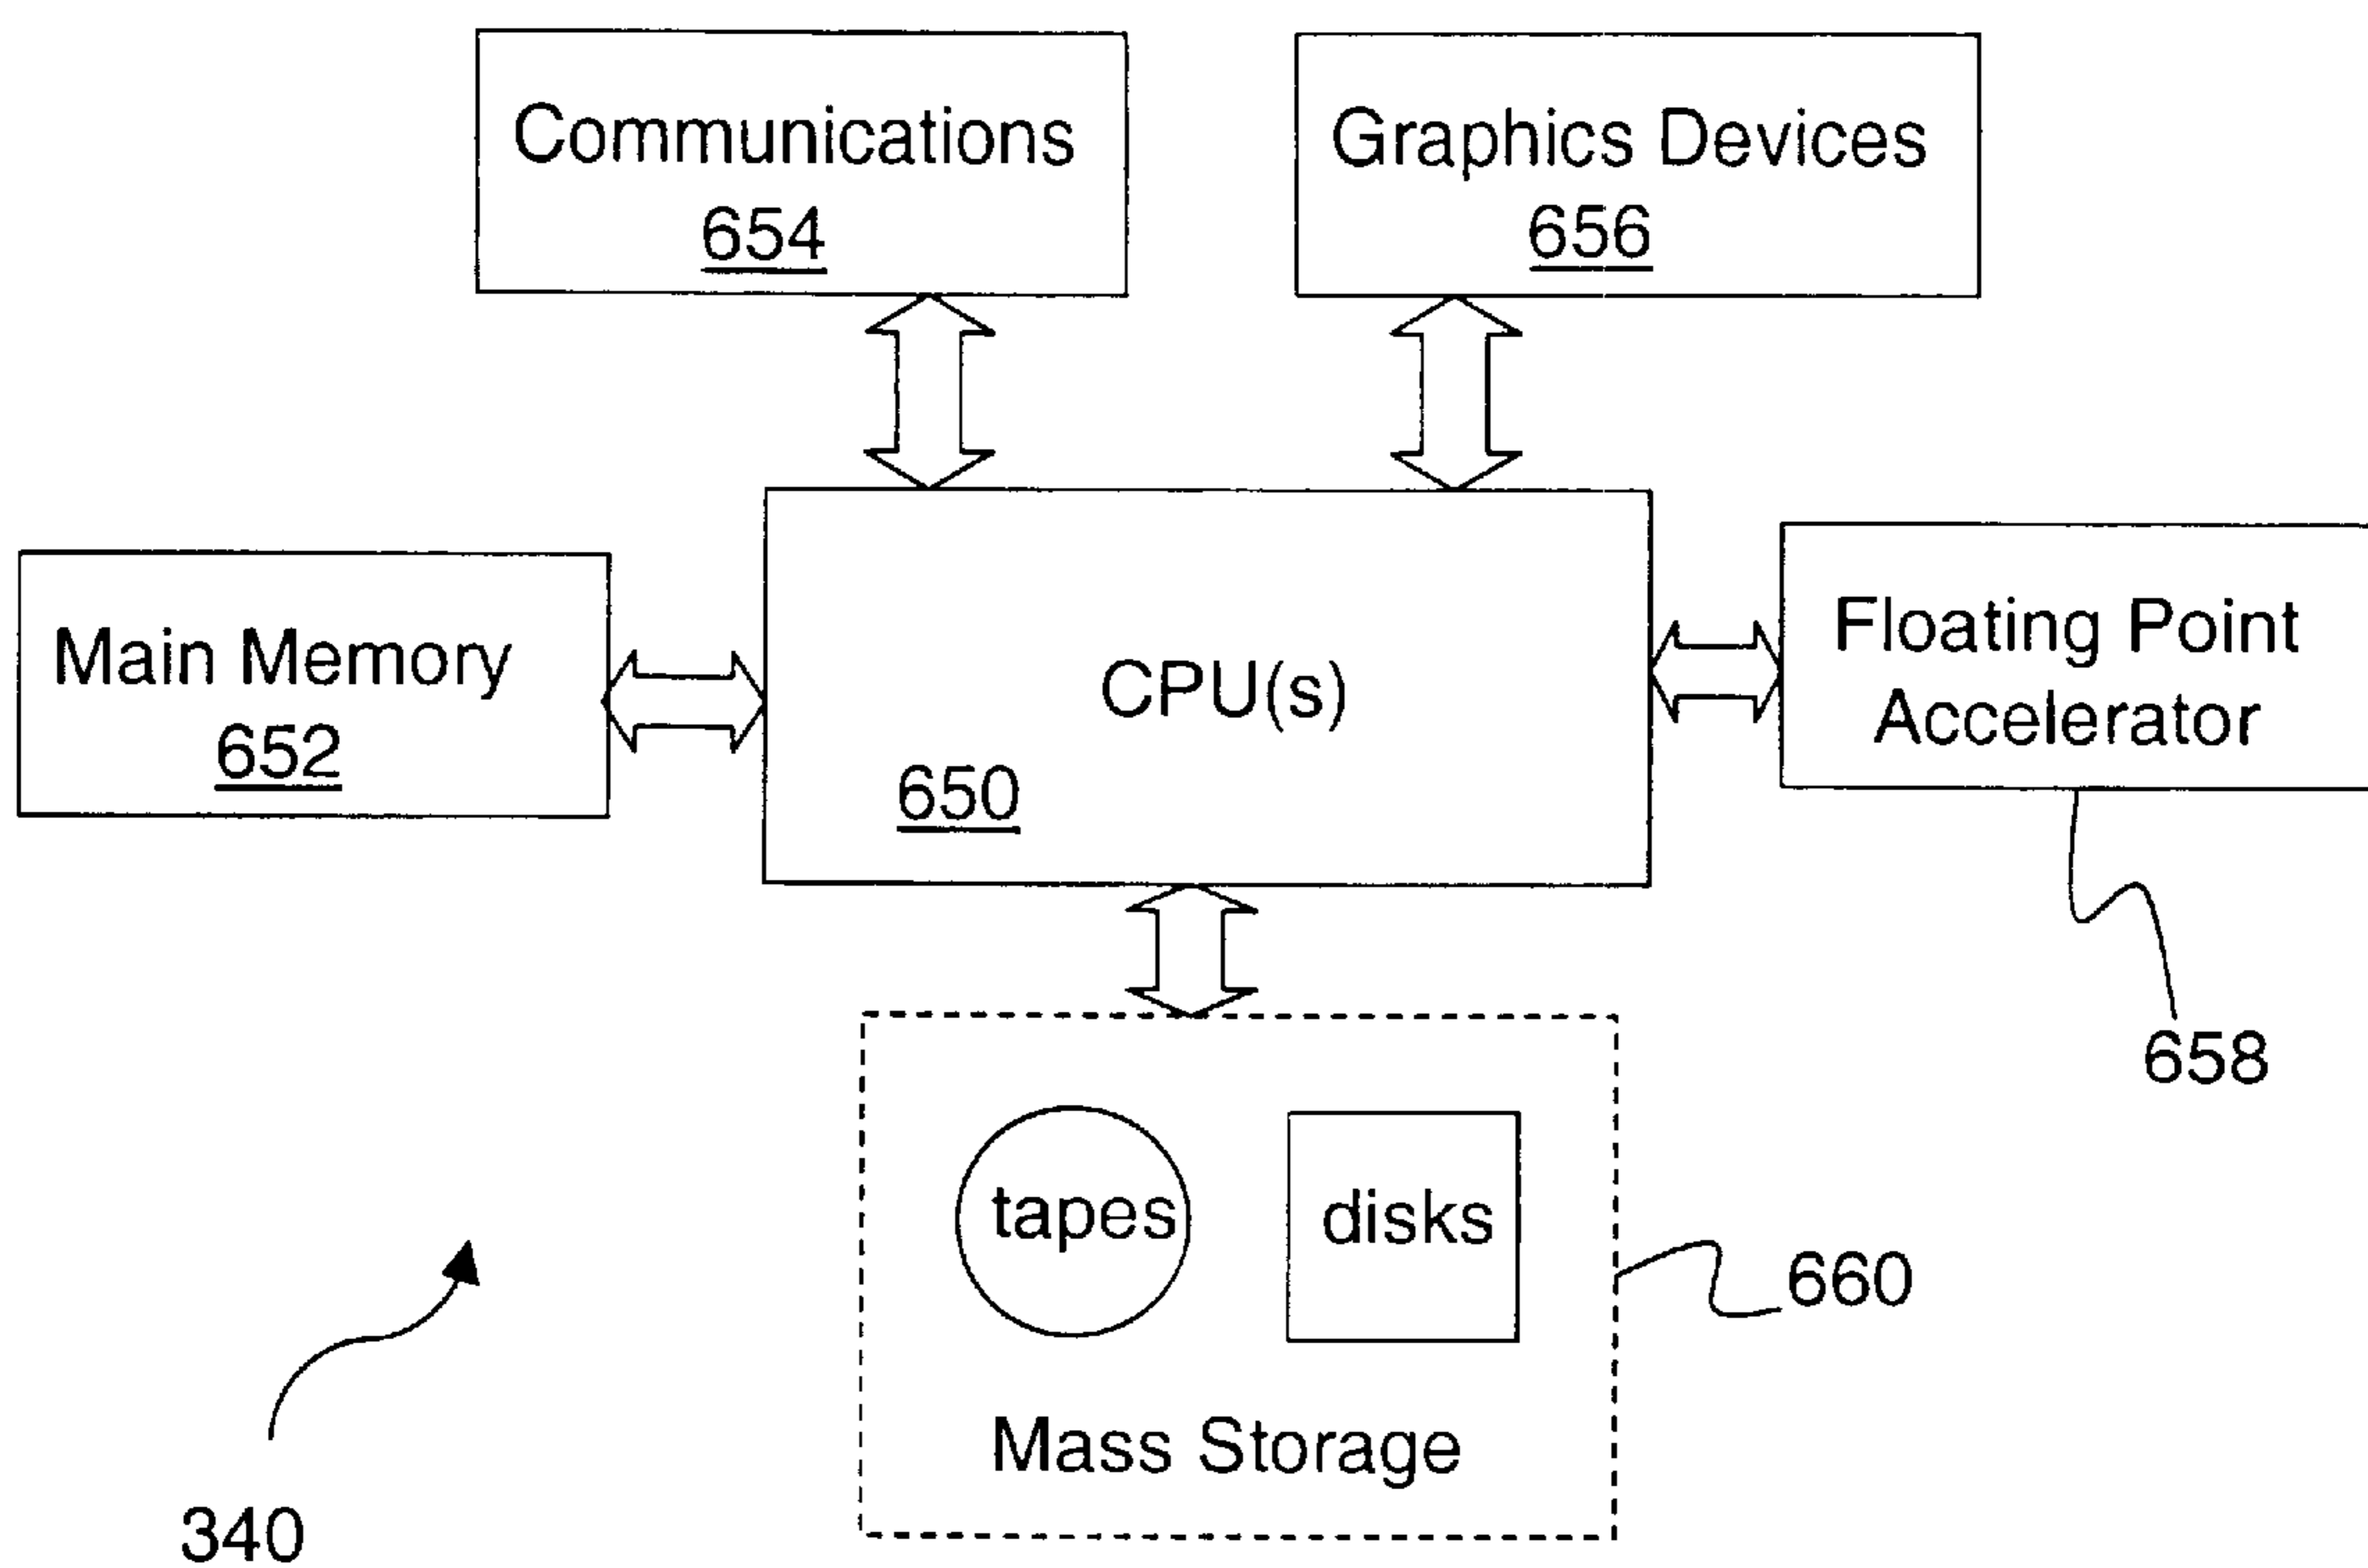 Communications
654
Graphics Devices
656
Main Memory
652
CPU(s)
650
Floating Point
Accelerator
658
tapes
disks
Mass Storage
660
340